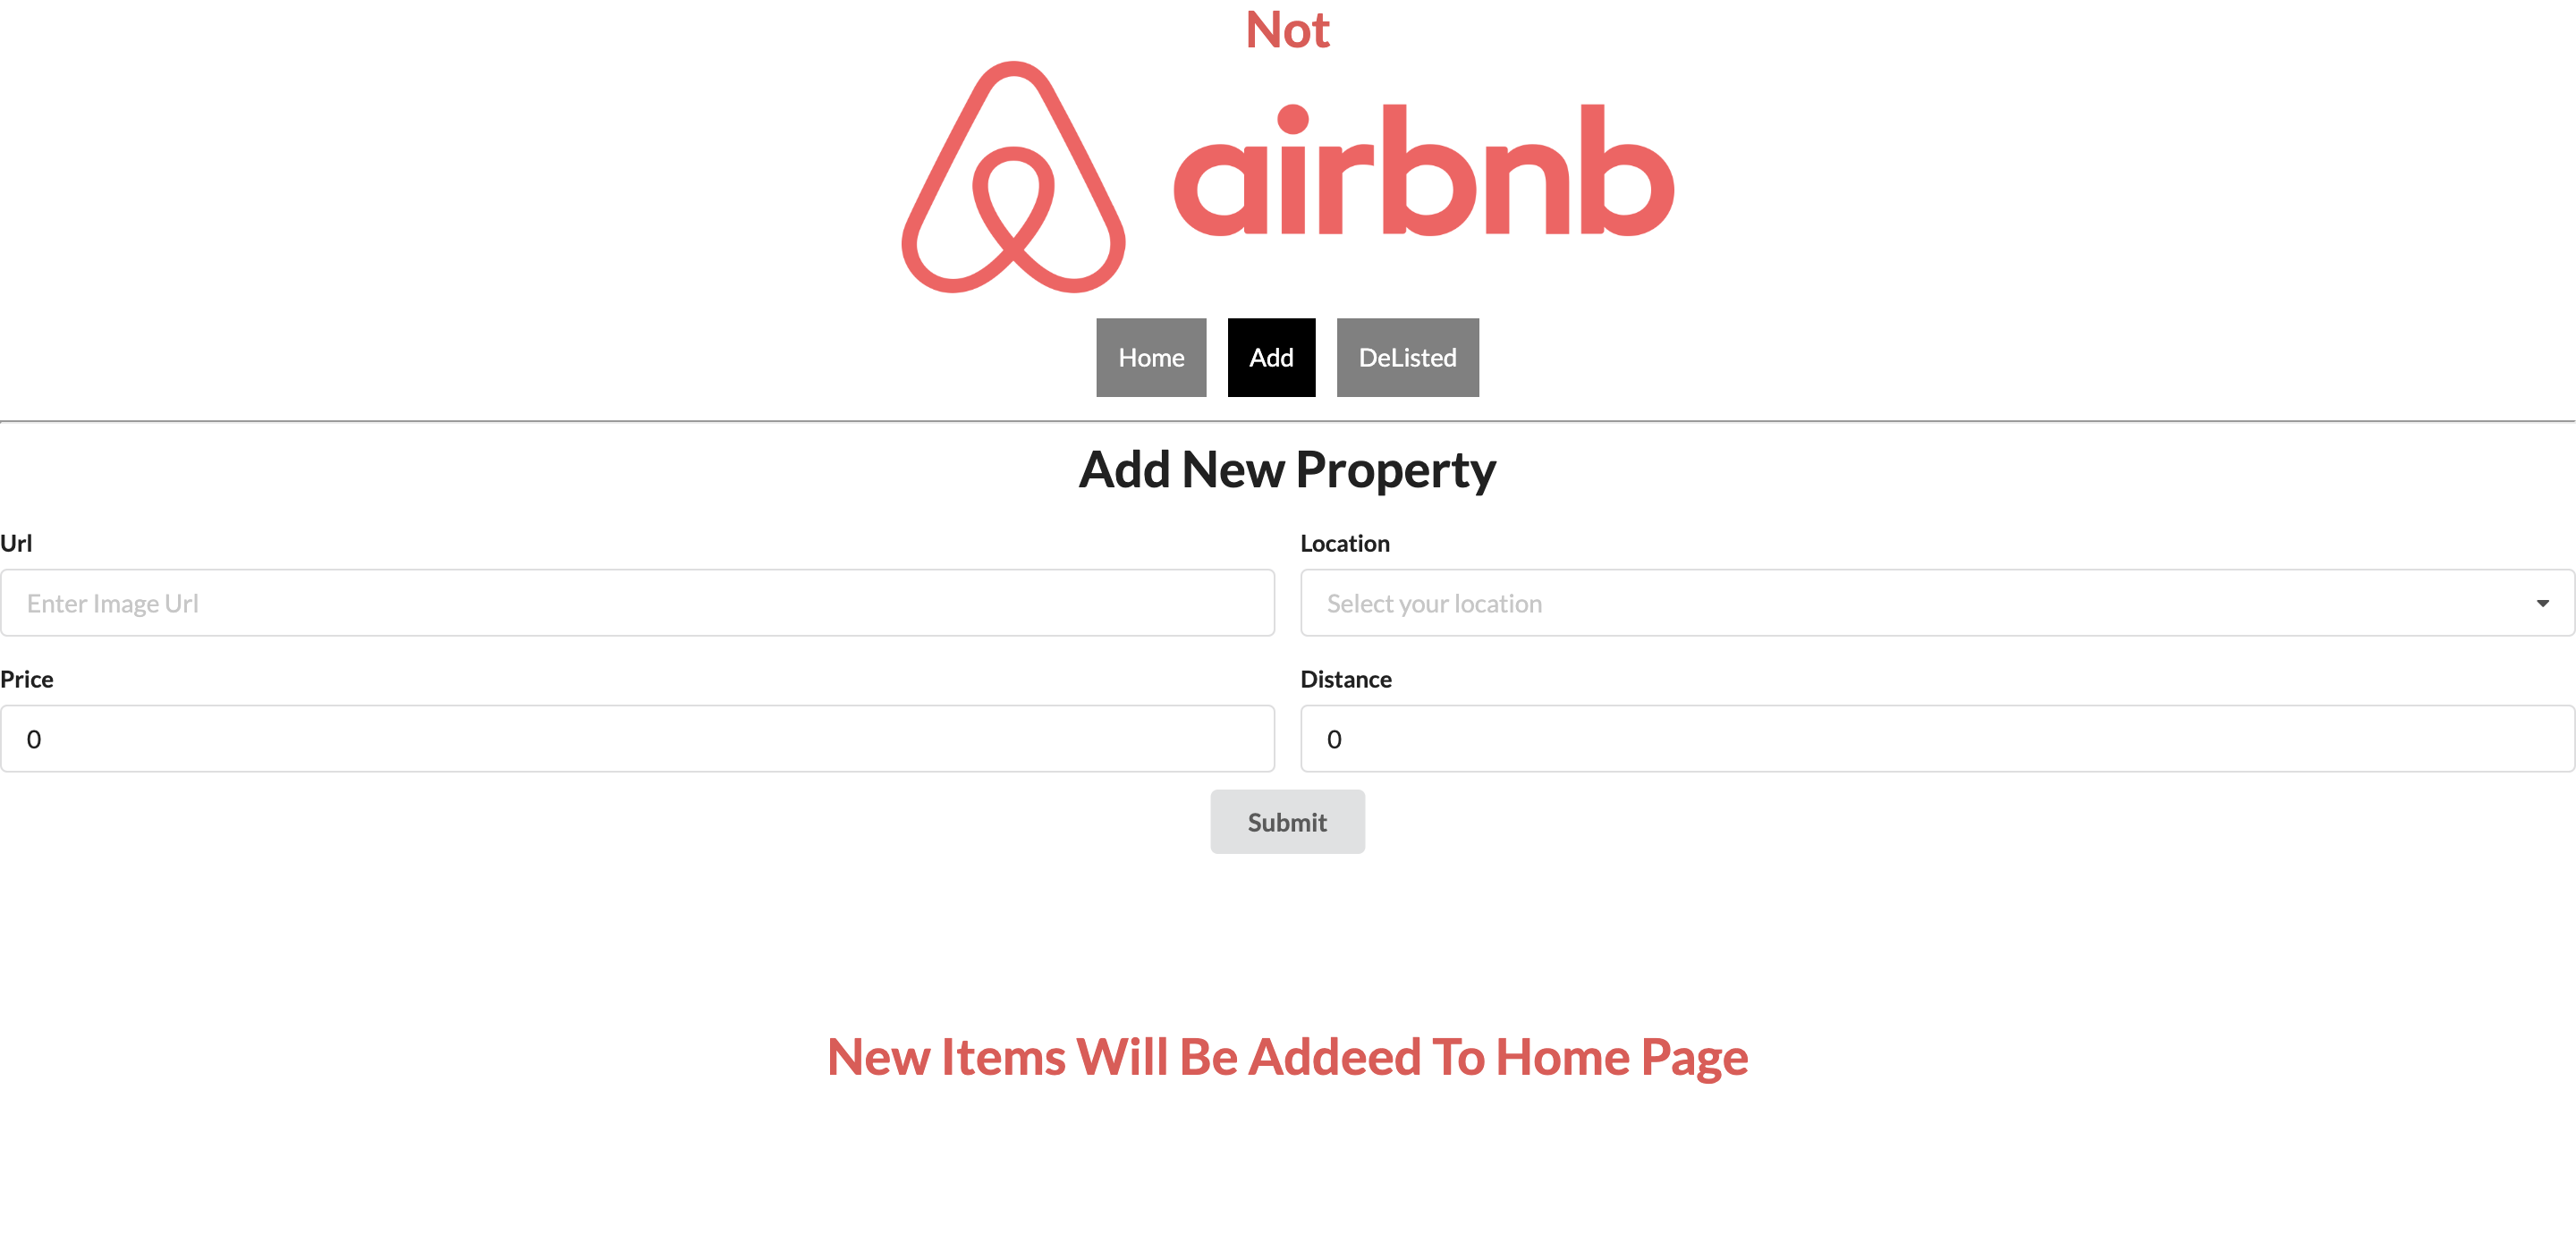 Not
airbnb
Home Add DeListed
Add New Property
Url Location
Enter Image Url Select your location
Price Distance
0 0
Submit
New Items Will Be Addeed To Home Page